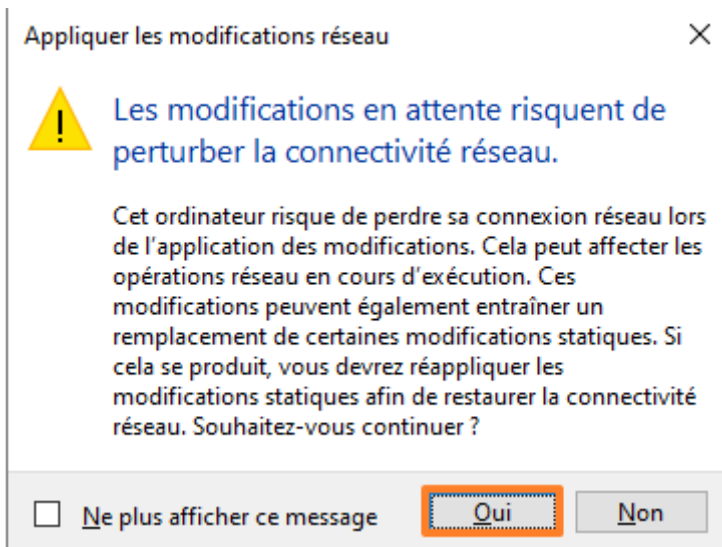 Appliquer les modifications réseau
Les modifications en attente risquent de
perturber la connectivité réseau.
Cet ordinateur risque de perdre sa connexion réseau lors
de l'application des modifications. Cela peut affecter les
opérations réseau en cours d'exécution. Ces
modifications peuvent également entraîner un
remplacement de certaines modifications statiques. Si
cela se produit, vous devrez réappliquer les
modifications statiques afin de restaurer la connectivité
réseau. Souhaitez-vous continuer ?
Ne plus afficher ce message
Oui
Non